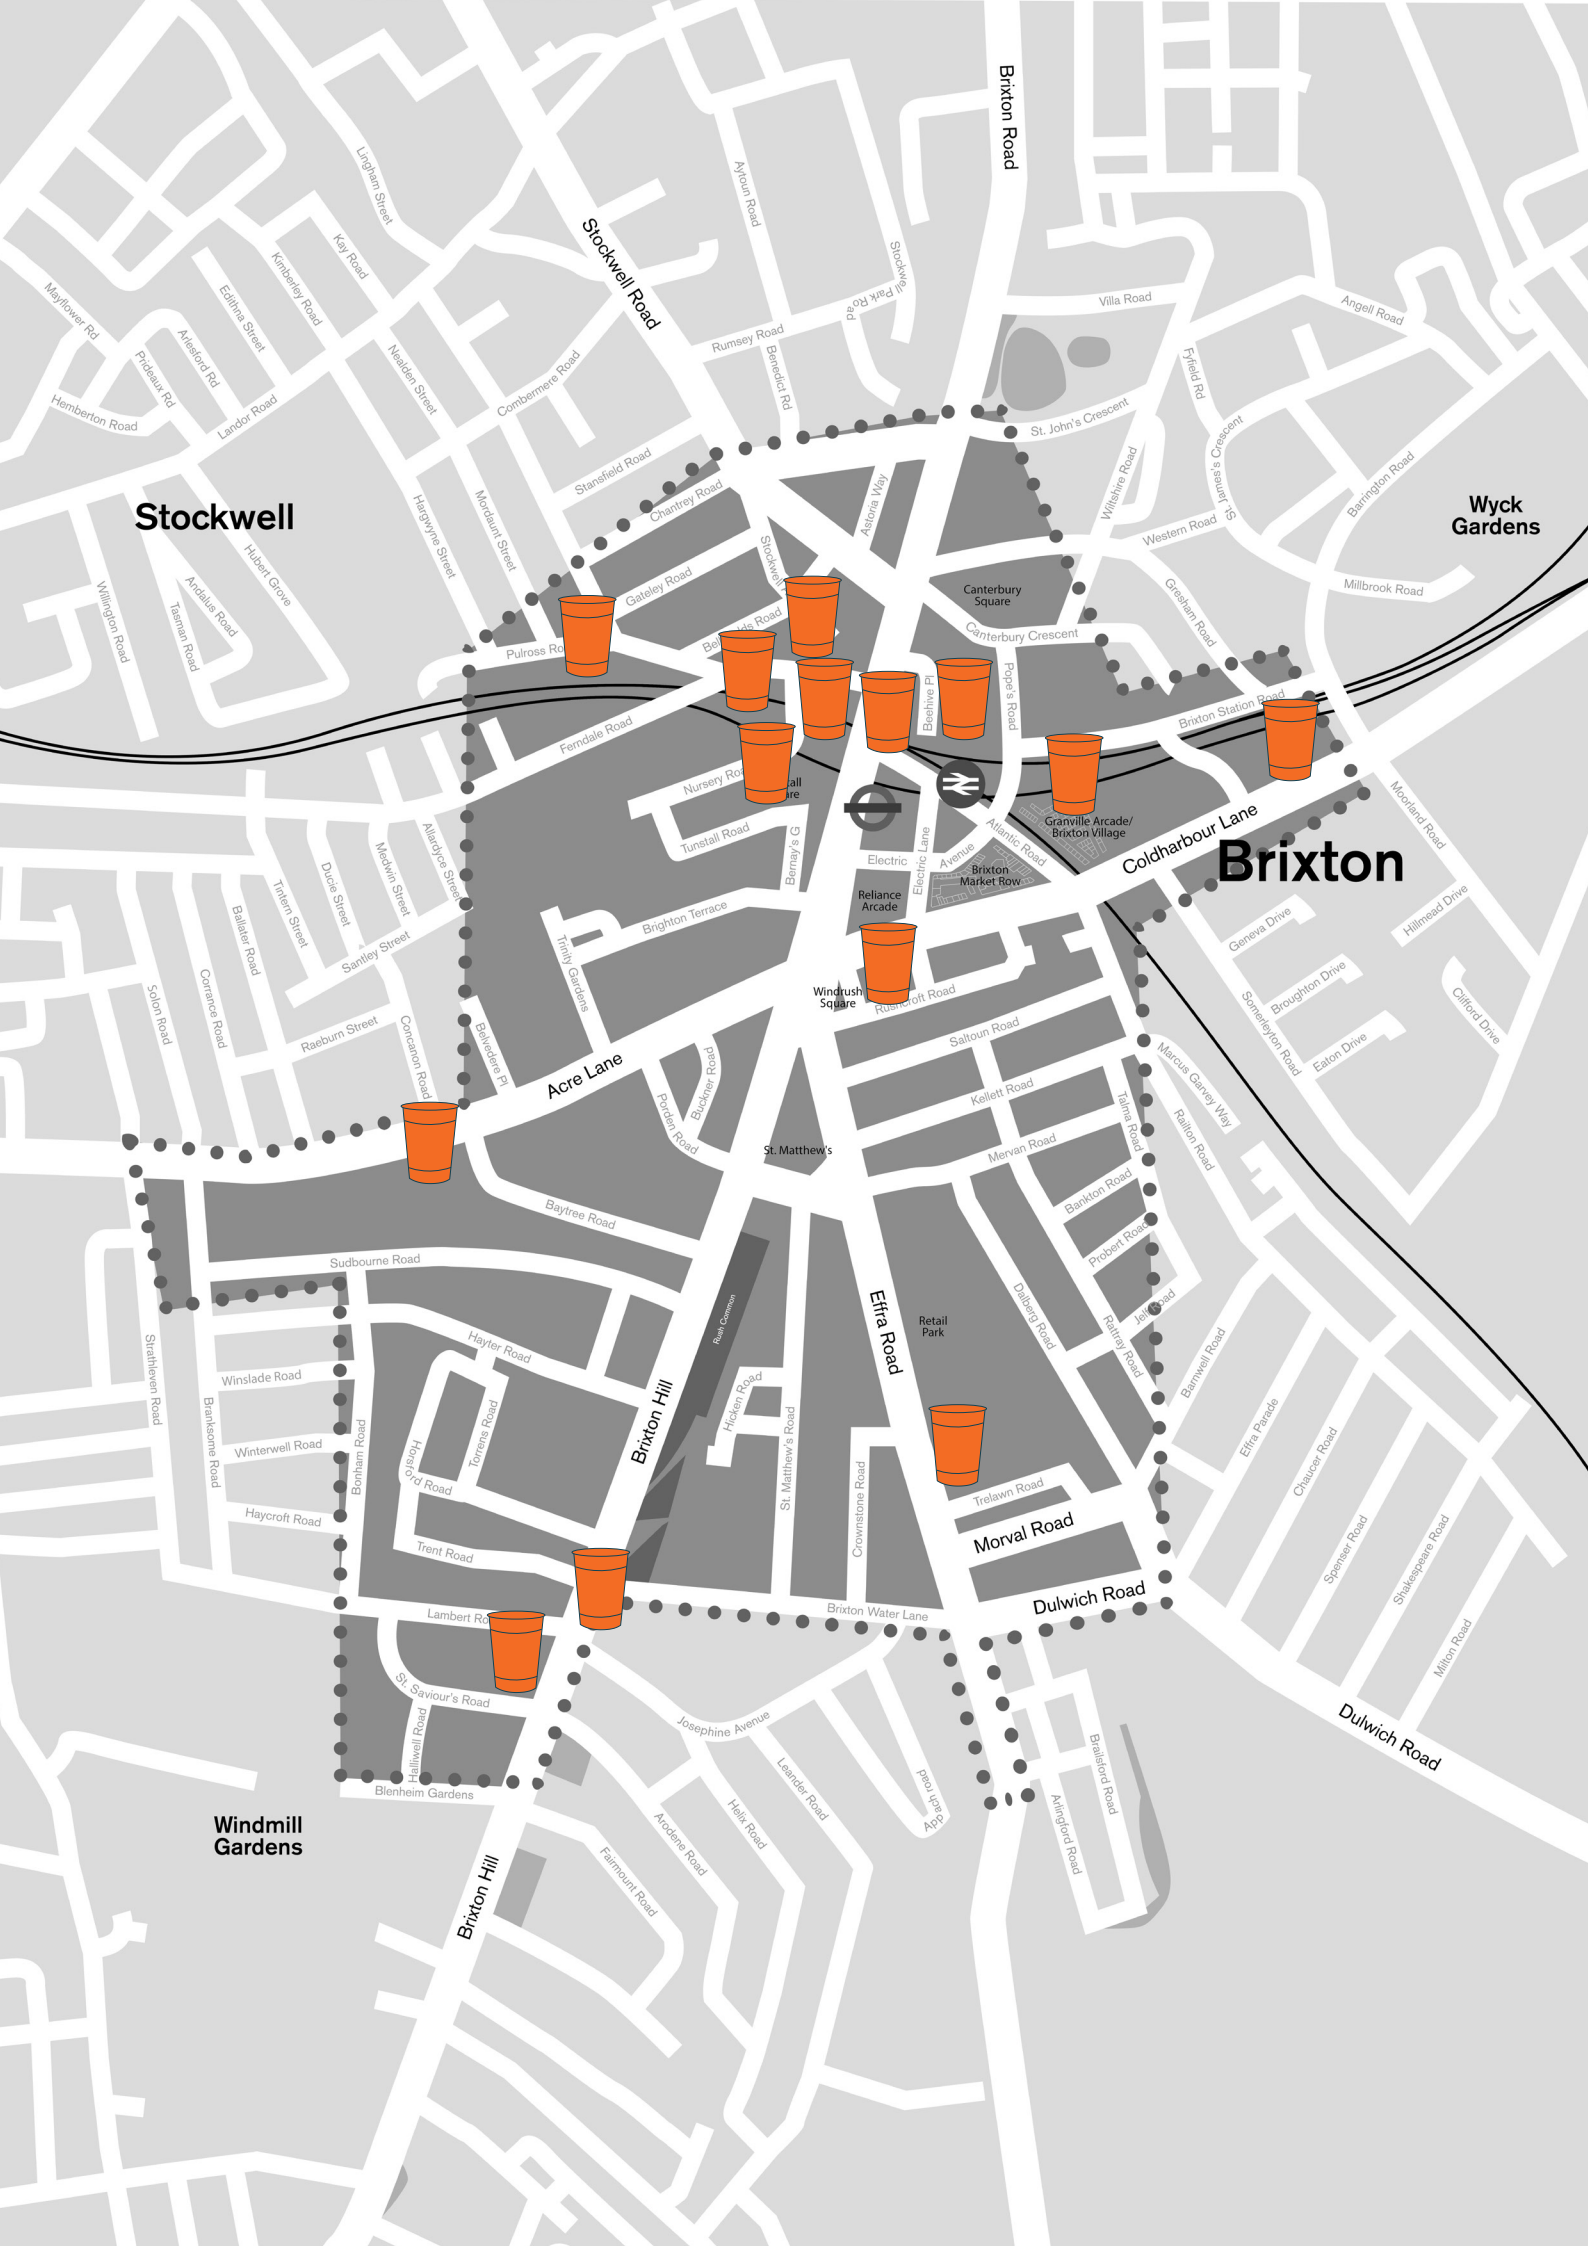 Brixton Road
Lingham Street
Aytoun Road
Stockwell Road
Kay Road
Kimberley Road
Edithna Street
Mayflower Rd
Arlesford Rd
Prideaux Rd
Stockwell Park Road
Villa Road
Angell Road
Rumsey Road
Benedict Rd
Nealden Street
Combermere Road
Fyfield Rd
Hemberton Road
Landor Road
St. John's Crescent
St. James's Crescent
Stansfield Road
Chantrey Road
Wiltshire Road
Barrington Road
Stockwell
Hargwyne Street
Mordaunt Street
Astoria Way
Western Road
Wyck
Gardens
Hubert Grove
Andalus Road
Tasman Road
Willington Road
Stockwell
Gateley Road
Canterbury
Square
Gresham Road
Millbrook Road
Canterbury Crescent
Pulross
Road
Pope's Road
Beehive Pl
Brixton Station Road
Ferndale Road
Nursery
Tunstall Road
Bernay's G
Electric
Avenue
Electric Lane
Atlantic Road
Granville Arcade/
Brixton Village
Coldharbour Lane
Brixton
Moorland Road
Brixton
Market Row
Reliance
Arcade
Allardyce Street
Medwin Street
Ducie Street
Tintern Street
Ballater Road
Corrance Road
Solon Road
Santley Street
Raeburn Street
Concanon Road
Brighton Terrace
Trinity Gardens
Belvedere Pl
Windrush
Square
Rushcroft Road
Saltoun Road
Kellett Road
Mervan Road
Geneva Drive
Hillmead Drive
Broughton Drive
Clifford Drive
Eaton Drive
Somerleyton Road
Marcus Garvey Way
Railton Road
Talma Road
Acre Lane
Buckner Road
Porden Road
St. Matthew's
Bankton Road
Probert Road
Baytree Road
Sudbourne Road
Rush Common
Effra Road
Retail
Park
Dalberg Road
Rattray Road
Jelf Road
Barnwell Road
Hayter Road
Strathleven Road
Winslade Road
Branksome Road
Winterwell Road
Bonham Road
Haycroft Road
Horsford Road
Torrens Road
Brixton Hill
Hicken Road
St. Matthew's Road
Crownstone Road
Effra Parade
Chaucer Road
Spenser Road
Shakespeare Road
Milton Road
Trelawn Road
Morval Road
Dulwich Road
Trent Road
Lambert
Brixton Water Lane
St. Saviour's Road
Halliwell Road
Blenheim Gardens
Josephine Avenue
Leander Road
Helix Road
Arodene Road
Fairmount Road
Appach road
Brailsford Road
Arlingford Road
Dulwich Road
Windmill
Gardens
Brixton Hill